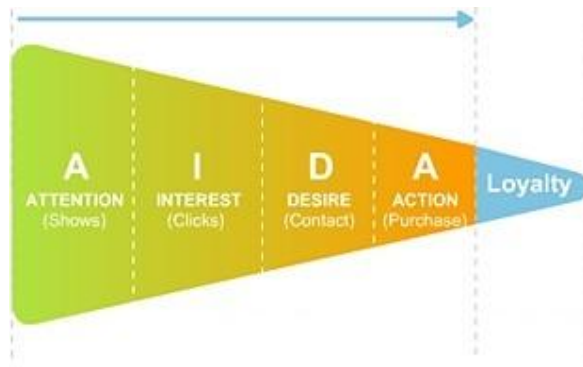 A
ATTENTION
(Shows)
I
INTEREST
(Clicks)
D
DESIRE
(Contact)
A
ACTION
(Purchase)
Loyalty